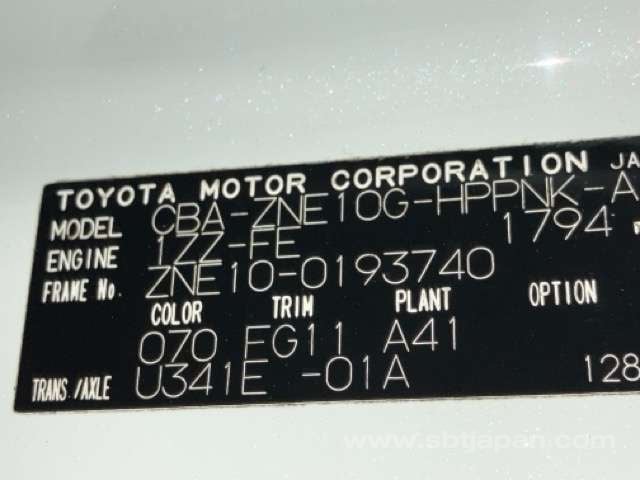 TOYOTA MOTOR CORPORATION JA
MODEL CBA-ZNE10G-HPPNK-A
ENGINE 1ZZ-FE 1794
FRAME No. ZNE10-0193740
COLOR TRIM PLANT OPTION
070 FG11 A41
TRANS./AXLE U341E -01A 128
www.sbtjapan.com